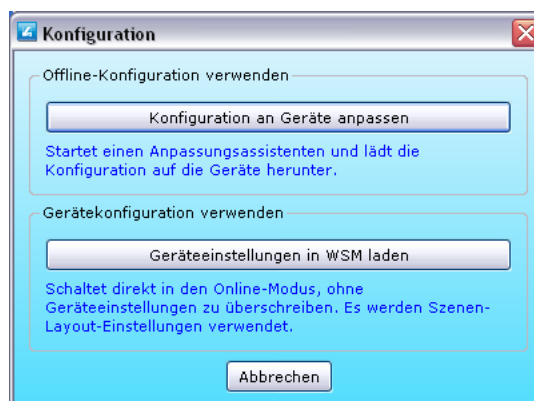 Konfiguration
Offline-Konfiguration verwenden
Konfiguration an Geräte anpassen
Startet einen Anpassungsassistenten und lädt die
Konfiguration auf die Geräte herunter.
Gerätekonfiguration verwenden
Geräteeinstellungen in WSM laden
Schaltet direkt in den Online-Modus, ohne
Geräteeinstellungen zu überschreiben. Es werden Szenen-
Layout-Einstellungen verwendet.
Abbrechen